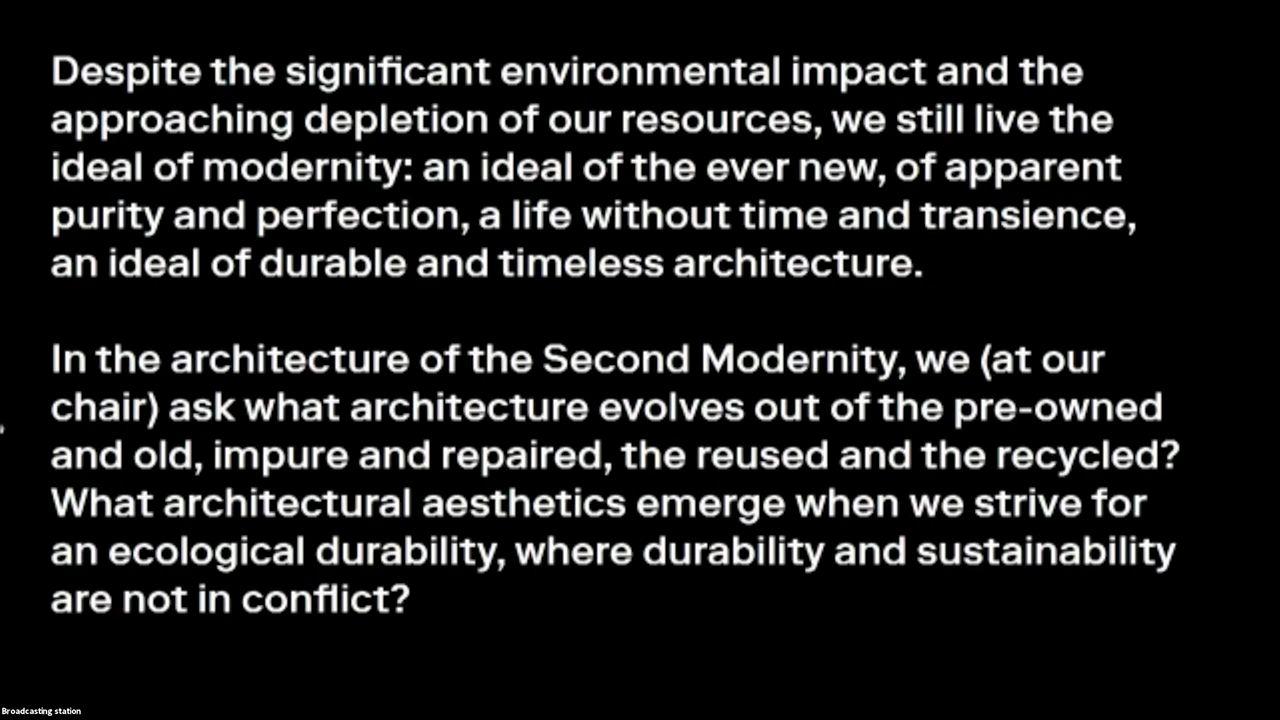 Despite the significant environmental impact and the
approaching depletion of our resources, we still live the
ideal of modernity: an ideal of the ever new, of apparent
purity and perfection, a life without time and transience,
an ideal of durable and timeless architecture.
In the architecture of the Second Modernity, we (at our
chair) ask what architecture evolves out of the pre-owned
and old, impure and repaired, the reused and the recycled?
What architectural aesthetics emerge when we strive for
an ecological durability, where durability and sustainability
are not in conflict?
Broadcasting station